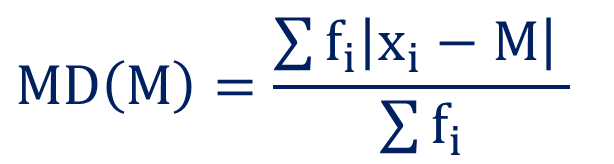 MD(M) = ∑ fᵢ|xᵢ − M| / ∑ fᵢ